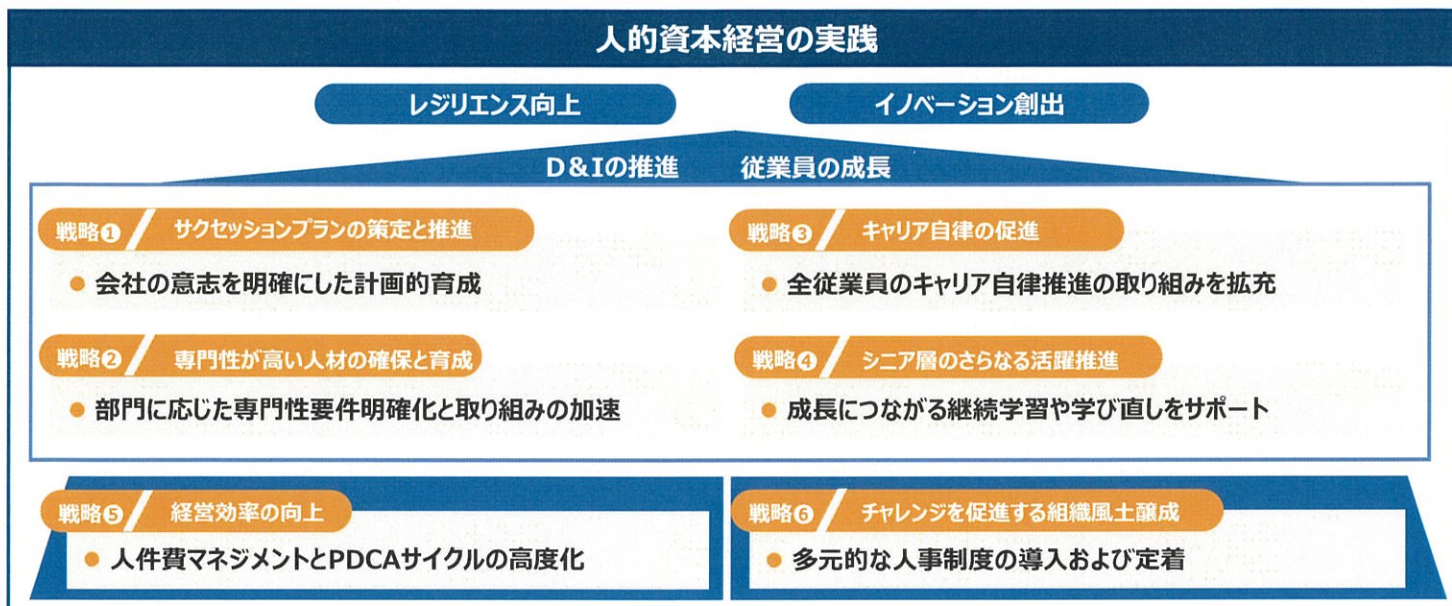 人的資本経営の実践
レジリエンス向上
イノベーション創出
D&Iの推進 従業員の成長
戦略❶ サクセッションプランの策定と推進
● 会社の意志を明確にした計画的育成
戦略❷ 専門性が高い人材の確保と育成
● 部門に応じた専門性要件明確化と取り組みの加速
戦略❸ キャリア自律の促進
● 全従業員のキャリア自律推進の取り組みを拡充
戦略❹ シニア層のさらなる活躍推進
● 成長につながる継続学習や学び直しをサポート
戦略❺ 経営効率の向上
● 人件費マネジメントとPDCAサイクルの高度化
戦略❻ チャレンジを促進する組織風土醸成
● 多元的な人事制度の導入および定着